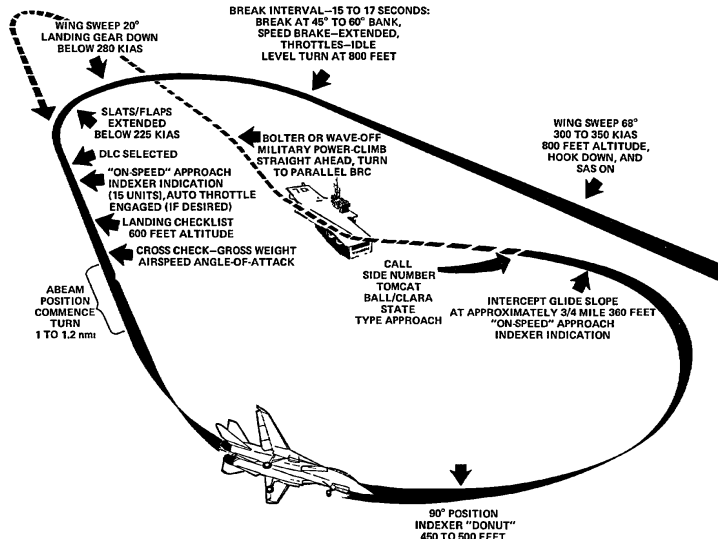 BREAK INTERVAL–15 TO 17 SECONDS:
BREAK AT 45° TO 60° BANK,
SPEED BRAKE–EXTENDED,
THROTTLES–IDLE
LEVEL TURN AT 800 FEET
WING SWEEP 20°
LANDING GEAR DOWN
BELOW 280 KIAS
WING SWEEP 68°
300 TO 350 KIAS
800 FEET ALTITUDE,
HOOK DOWN, AND
SAS ON
SLATS/FLAPS
EXTENDED
BELOW 225 KIAS
BOLTER OR WAVE-OFF
MILITARY POWER-CLIMB
STRAIGHT AHEAD, TURN
TO PARALLEL BRC
DLC SELECTED
"ON-SPEED" APPROACH
INDEXER INDICATION
(15 UNITS), AUTO THROTTLE
ENGAGED (IF DESIRED)
LANDING CHECKLIST
600 FEET ALTITUDE
CROSS CHECK–GROSS WEIGHT
AIRSPEED ANGLE-OF-ATTACK
ABEAM
POSITION
COMMENCE
TURN
1 TO 1.2 nmi
CALL
SIDE NUMBER
TOMCAT
BALL/CLARA
STATE
TYPE APPROACH
INTERCEPT GLIDE SLOPE
AT APPROXIMATELY 3/4 MILE 360 FEET
"ON-SPEED" APPROACH
INDEXER INDICATION
90° POSITION
INDEXER "DONUT"
450 TO 500 FEET